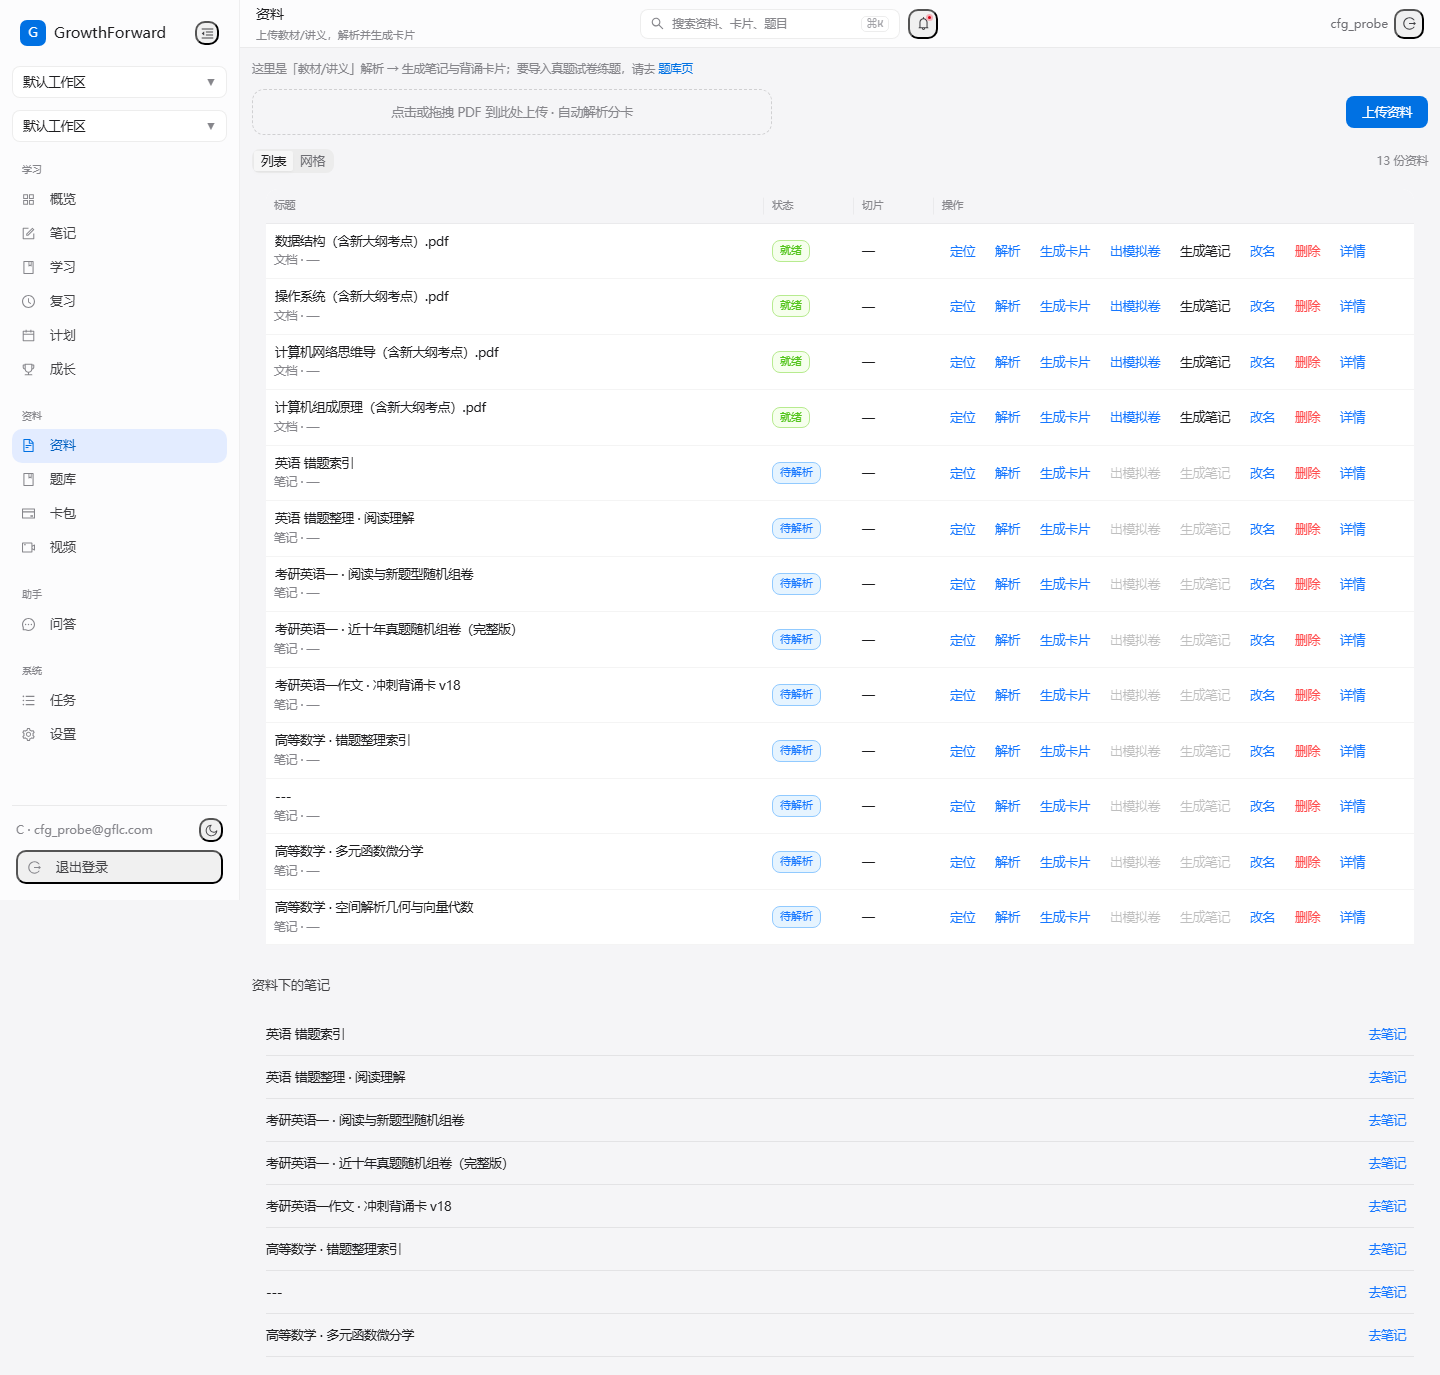 G GrowthForward
默认工作区 ▼
默认工作区 ▼
学习
概览
笔记
学习
复习
计划
成长
资料
资料
题库
卡包
视频
助手
问答
系统
任务
设置
C · cfg_probe@gflc.com
退出登录
资料
上传教材/讲义，解析并生成卡片
搜索资料、卡片、题目 ⌘K
cfg_probe
这里是「教材/讲义」解析 → 生成笔记与背诵卡片；要导入真题试卷练题，请去 题库页
点击或拖拽 PDF 到此处上传 · 自动解析分卡
上传资料
列表 网格
13 份资料
标题 状态 切片 操作
数据结构（含新大纲考点）.pdf
文档 · —
就绪 — 定位 解析 生成卡片 出模拟卷 生成笔记 改名 删除 详情
操作系统（含新大纲考点）.pdf
文档 · —
就绪 — 定位 解析 生成卡片 出模拟卷 生成笔记 改名 删除 详情
计算机网络思维导（含新大纲考点）.pdf
文档 · —
就绪 — 定位 解析 生成卡片 出模拟卷 生成笔记 改名 删除 详情
计算机组成原理（含新大纲考点）.pdf
文档 · —
就绪 — 定位 解析 生成卡片 出模拟卷 生成笔记 改名 删除 详情
英语 错题索引
笔记 · —
待解析 — 定位 解析 生成卡片 出模拟卷 生成笔记 改名 删除 详情
英语 错题整理 · 阅读理解
笔记 · —
待解析 — 定位 解析 生成卡片 出模拟卷 生成笔记 改名 删除 详情
考研英语一 · 阅读与新题型随机组卷
笔记 · —
待解析 — 定位 解析 生成卡片 出模拟卷 生成笔记 改名 删除 详情
考研英语一 · 近十年真题随机组卷（完整版）
笔记 · —
待解析 — 定位 解析 生成卡片 出模拟卷 生成笔记 改名 删除 详情
考研英语一作文 · 冲刺背诵卡 v18
笔记 · —
待解析 — 定位 解析 生成卡片 出模拟卷 生成笔记 改名 删除 详情
高等数学 · 错题整理索引
笔记 · —
待解析 — 定位 解析 生成卡片 出模拟卷 生成笔记 改名 删除 详情
---
笔记 · —
待解析 — 定位 解析 生成卡片 出模拟卷 生成笔记 改名 删除 详情
高等数学 · 多元函数微分学
笔记 · —
待解析 — 定位 解析 生成卡片 出模拟卷 生成笔记 改名 删除 详情
高等数学 · 空间解析几何与向量代数
笔记 · —
待解析 — 定位 解析 生成卡片 出模拟卷 生成笔记 改名 删除 详情
资料下的笔记
英语 错题索引 去笔记
英语 错题整理 · 阅读理解 去笔记
考研英语一 · 阅读与新题型随机组卷 去笔记
考研英语一 · 近十年真题随机组卷（完整版） 去笔记
考研英语一作文 · 冲刺背诵卡 v18 去笔记
高等数学 · 错题整理索引 去笔记
--- 去笔记
高等数学 · 多元函数微分学 去笔记